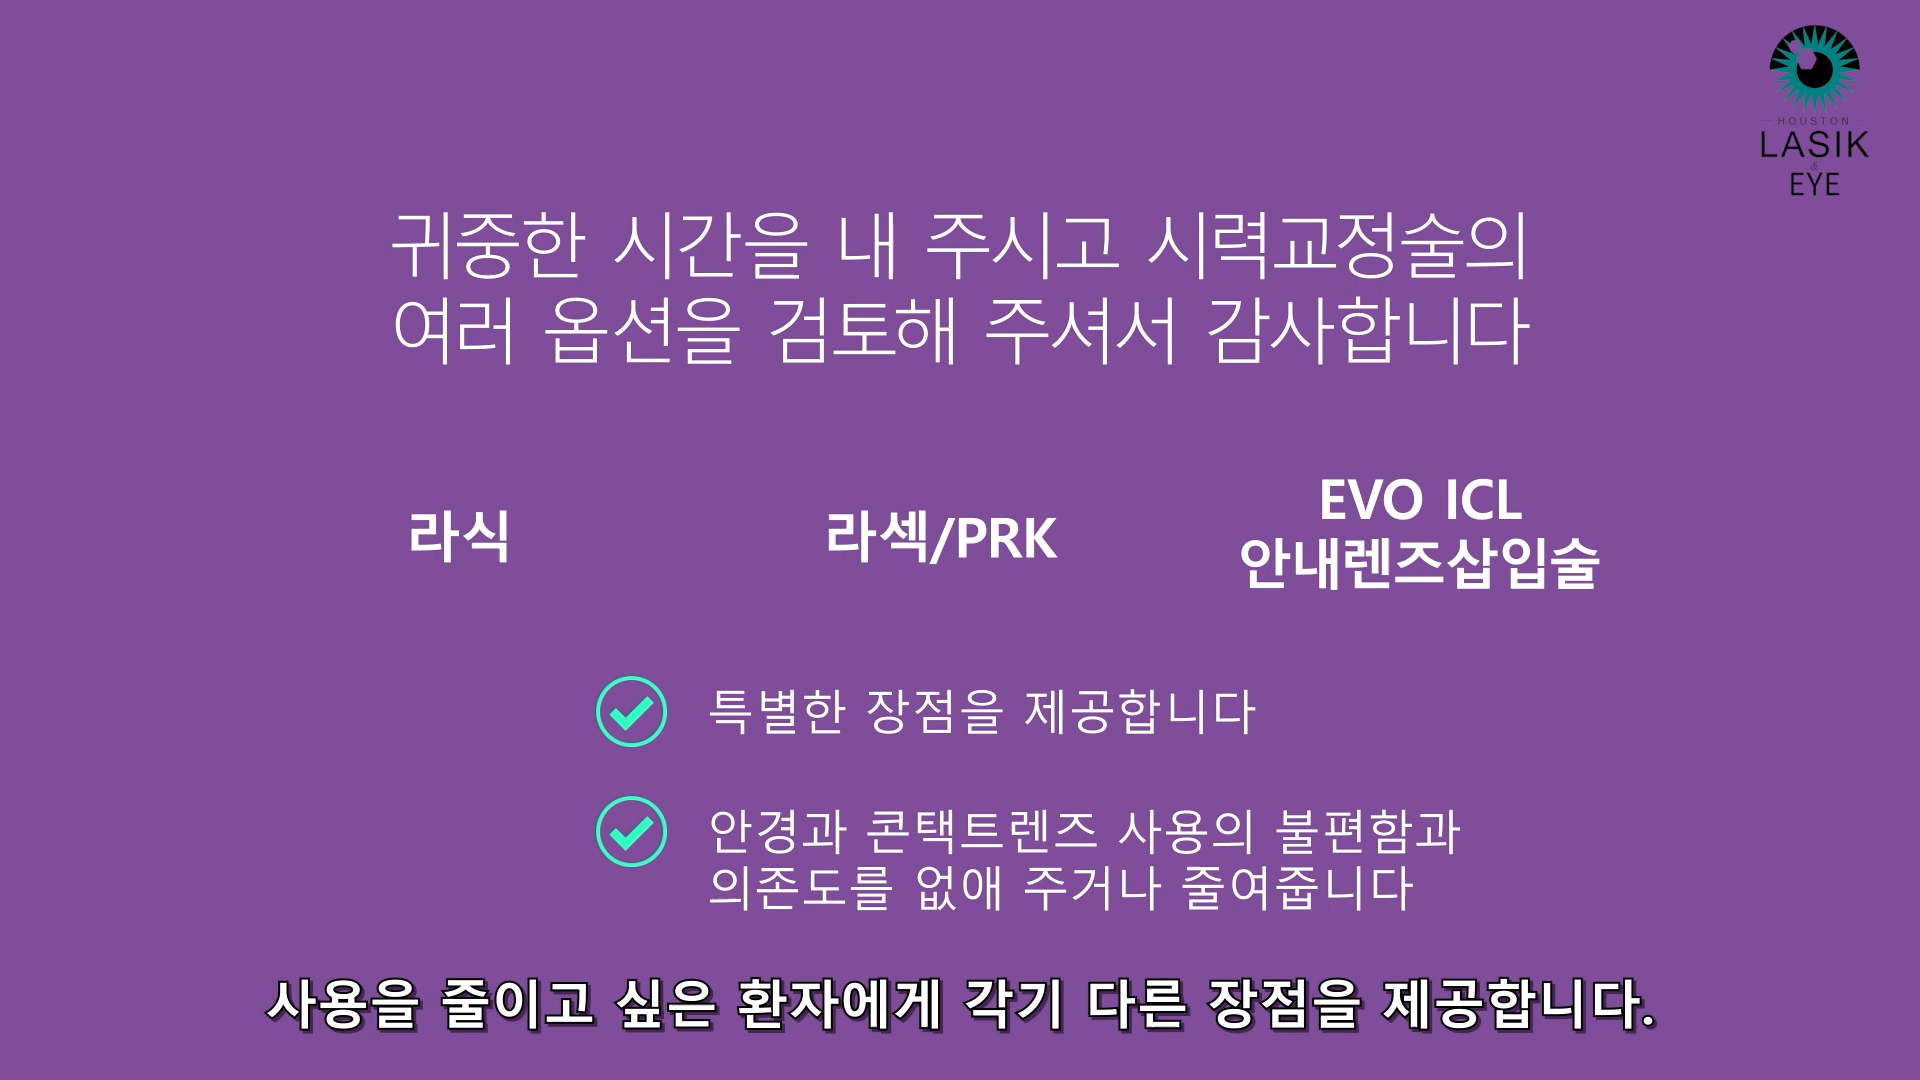 HOUSTON
LASIK
&
EYE
귀중한 시간을 내 주시고 시력교정술의
여러 옵션을 검토해 주셔서 감사합니다
라식
라섹/PRK
EVO ICL
안내렌즈삽입술
특별한 장점을 제공합니다
안경과 콘택트렌즈 사용의 불편함과
의존도를 없애 주거나 줄여줍니다
사용을 줄이고 싶은 환자에게 각기 다른 장점을 제공합니다.